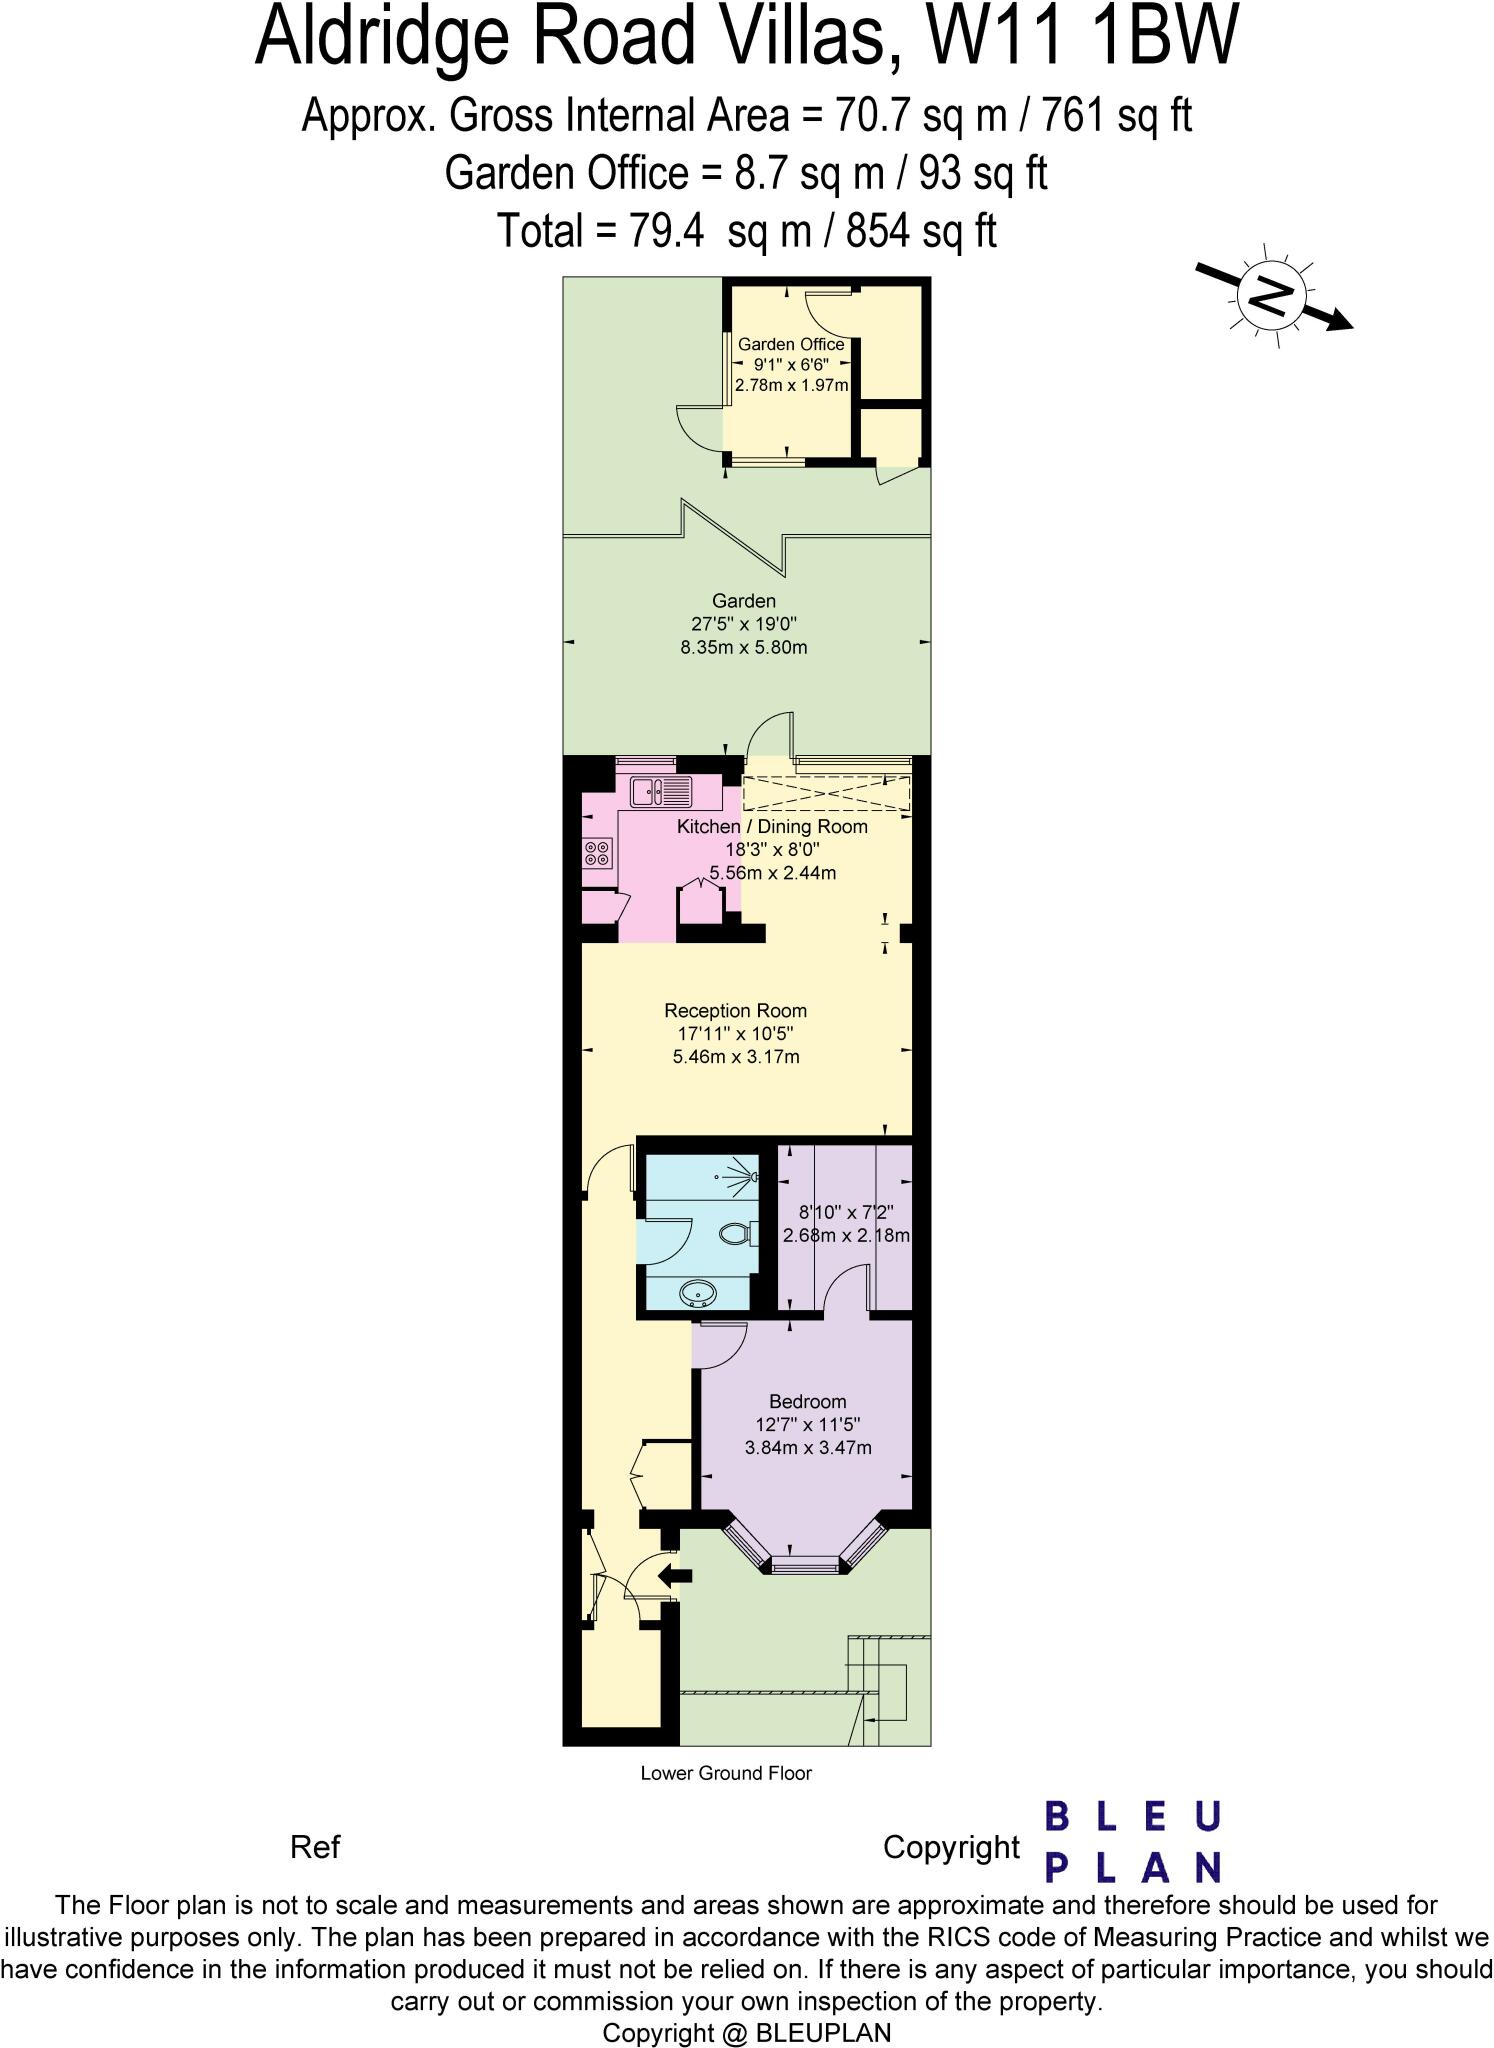 Aldridge Road Villas, W11 1BW
Approx. Gross Internal Area = 70.7 sq m / 761 sq ft
Garden Office = 8.7 sq m / 93 sq ft
Total = 79.4 sq m / 854 sq ft
N
Garden Office
9'1" x 6'6"
2.78m x 1.97m
Garden
27'5" x 19'0"
8.35m x 5.80m
Kitchen / Dining Room
18'3" x 8'0"
5.56m x 2.44m
Reception Room
17'11" x 10'5"
5.46m x 3.17m
8'10" x 7'2"
2.68m x 2.18m
Bedroom
12'7" x 11'5"
3.84m x 3.47m
Lower Ground Floor
Ref
Copyright
BLEU
PLAN
The Floor plan is not to scale and measurements and areas shown are approximate and therefore should be used for
illustrative purposes only. The plan has been prepared in accordance with the RICS code of Measuring Practice and whilst we
have confidence in the information produced it must not be relied on. If there is any aspect of particular importance, you should
carry out or commission your own inspection of the property.
Copyright @ BLEUPLAN